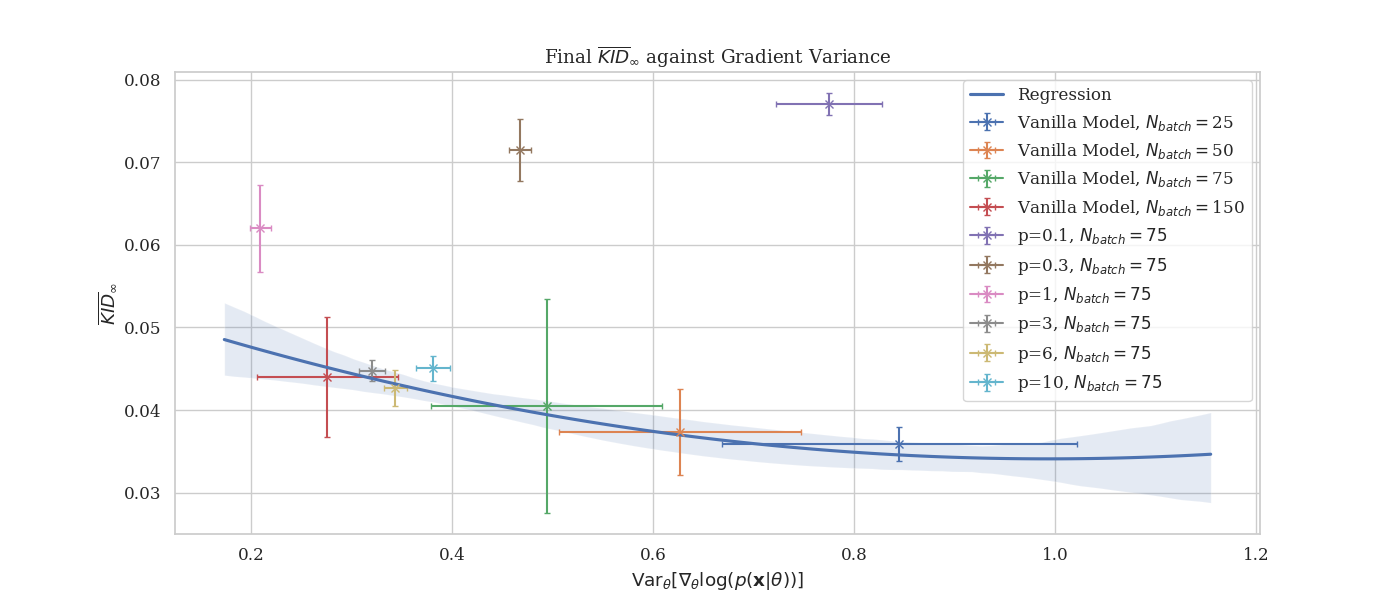 Final $\overline{KID}_\infty$ against Gradient Variance
0.08
0.07
0.06
0.05
0.04
0.03
$\overline{KID}_\infty$
0.2
0.4
0.6
0.8
1.0
1.2
$\mathrm{Var}_\theta[\nabla_\theta \log(p(\mathbf{x}|\theta))]$
Regression
Vanilla Model, $N_{batch} = 25$
Vanilla Model, $N_{batch} = 50$
Vanilla Model, $N_{batch} = 75$
Vanilla Model, $N_{batch} = 150$
p=0.1, $N_{batch} = 75$
p=0.3, $N_{batch} = 75$
p=1, $N_{batch} = 75$
p=3, $N_{batch} = 75$
p=6, $N_{batch} = 75$
p=10, $N_{batch} = 75$